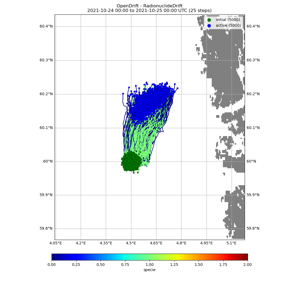 OpenDrift - RadionuclideDrift
2021-10-24 00:00 to 2021-10-25 00:00 UTC (25 steps)
initial (5000)
active (5000)
60.4°N
60.4°N
60.3°N
60.3°N
60.2°N
60.2°N
60.1°N
60.1°N
60°N
60°N
59.9°N
59.9°N
59.8°N
59.8°N
4.05°E 4.2°E 4.35°E 4.5°E 4.65°E 4.8°E 4.95°E 5.1°E
0.00 0.25 0.50 0.75 1.00 1.25 1.50 1.75 2.00
specie